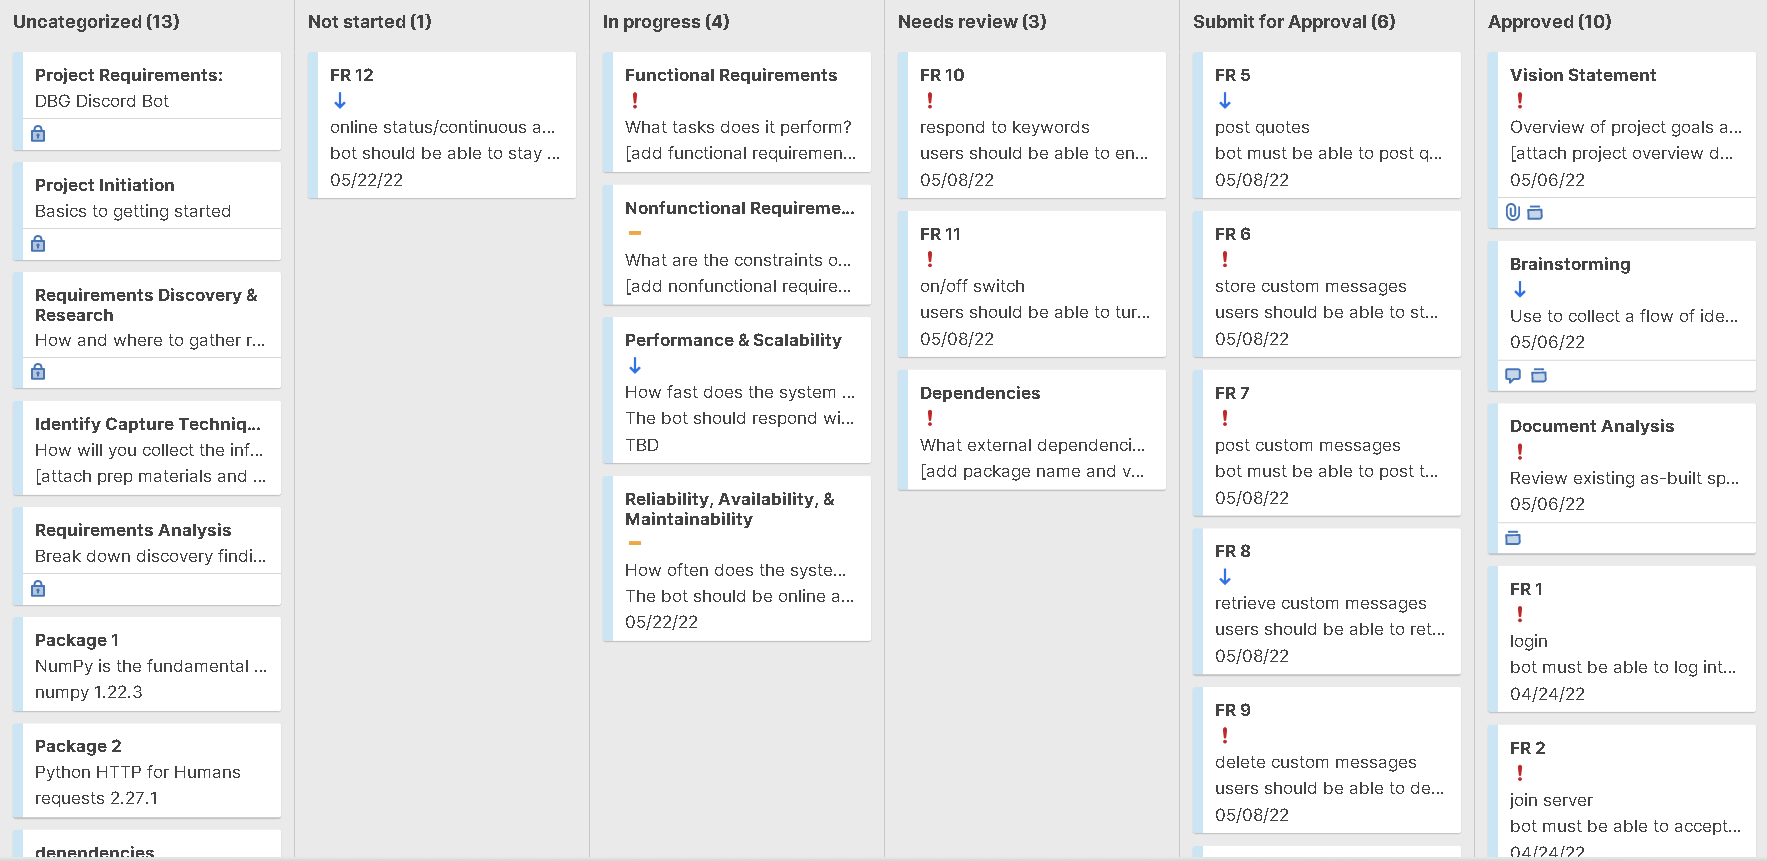 Uncategorized (13)
Project Requirements:
DBG Discord Bot
Project Initiation
Basics to getting started
Requirements Discovery &
Research
How and where to gather r...
Identify Capture Techniq...
How will you collect the inf...
[attach prep materials and ...
Requirements Analysis
Break down discovery findi...
Package 1
NumPy is the fundamental ...
numpy 1.22.3
Package 2
Python HTTP for Humans
requests 2.27.1
dependencies
Not started (1)
FR 12
online status/continuous a...
bot should be able to stay ...
05/22/22
In progress (4)
Functional Requirements
What tasks does it perform?
[add functional requiremen...
Nonfunctional Requireme...
What are the constraints o...
[add nonfunctional require...
Performance & Scalability
How fast does the system ...
The bot should respond wi...
TBD
Reliability, Availability, &
Maintainability
How often does the syste...
The bot should be online a...
05/22/22
Needs review (3)
FR 10
respond to keywords
users should be able to en...
05/08/22
FR 11
on/off switch
users should be able to tur...
05/08/22
Dependencies
What external dependenci...
[add package name and v...
Submit for Approval (6)
FR 5
post quotes
bot must be able to post q...
05/08/22
FR 6
store custom messages
users should be able to st...
05/08/22
FR 7
post custom messages
bot must be able to post t...
05/08/22
FR 8
retrieve custom messages
users should be able to ret...
05/08/22
FR 9
delete custom messages
users should be able to de...
05/08/22
Approved (10)
Vision Statement
Overview of project goals a...
[attach project overview d...
05/06/22
Brainstorming
Use to collect a flow of ide...
05/06/22
Document Analysis
Review existing as-built sp...
05/06/22
FR 1
login
bot must be able to log int...
04/24/22
FR 2
join server
bot must be able to accept...
04/24/22